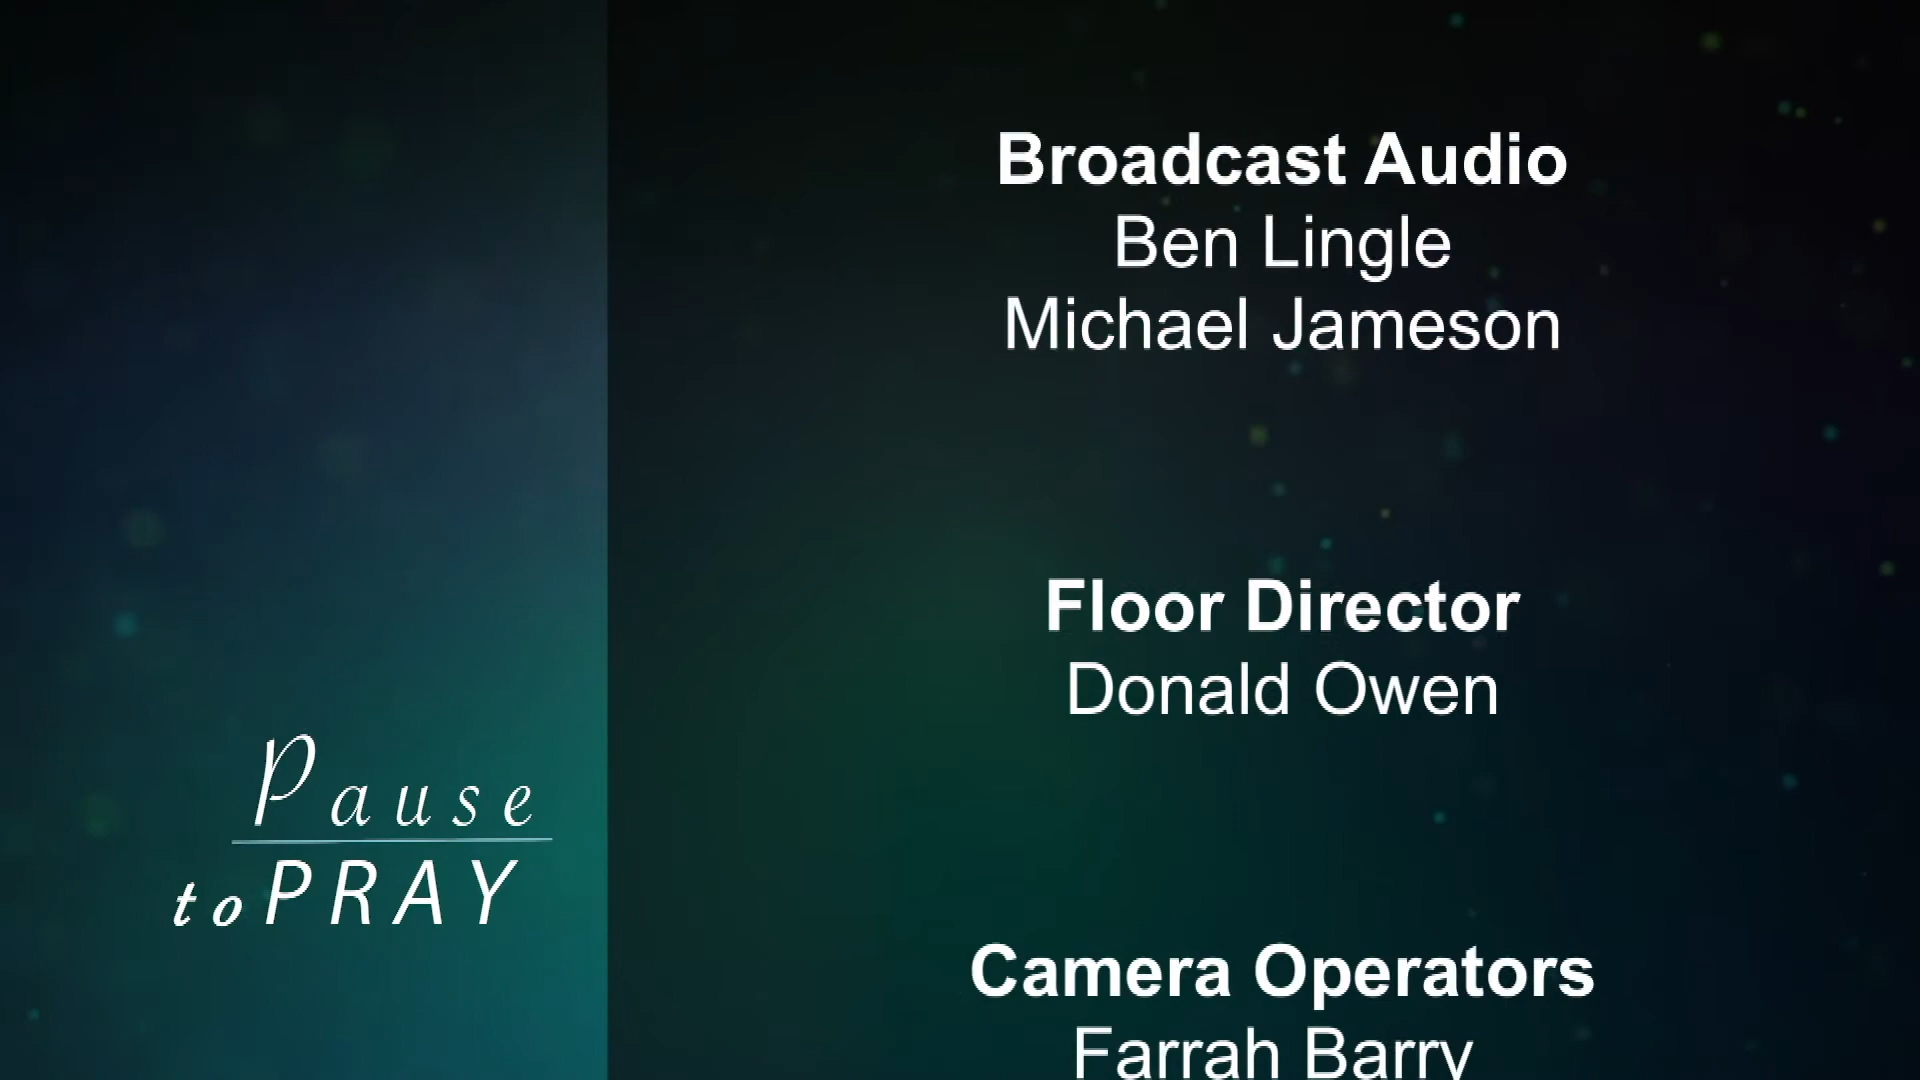 Broadcast Audio
Ben Lingle
Michael Jameson
Floor Director
Donald Owen
Camera Operators
Farrah Barry
Pause
to PRAY